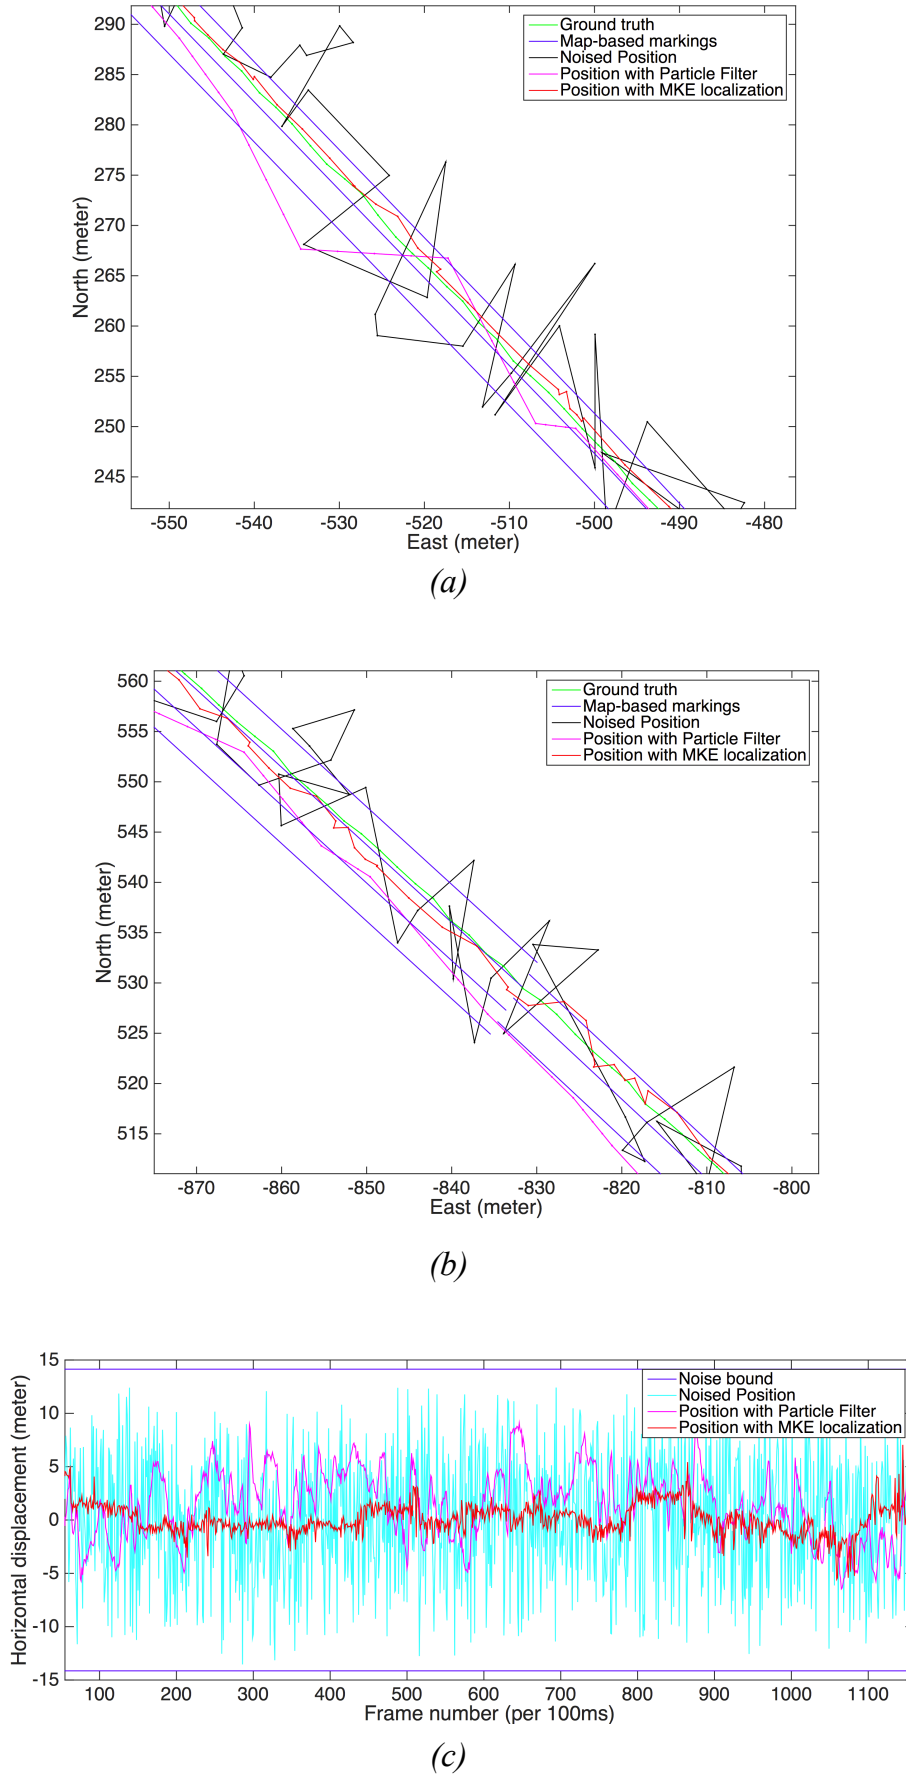 290
285
280
275
270
265
260
255
250
245
North (meter)
Ground truth
Map-based markings
Noised Position
Position with Particle Filter
Position with MKE localization
-550 -540 -530 -520 -510 -500 -490 -480
East (meter)
(a)
560
555
550
545
540
535
530
525
520
515
North (meter)
Ground truth
Map-based markings
Noised Position
Position with Particle Filter
Position with MKE localization
-870 -860 -850 -840 -830 -820 -810 -800
East (meter)
(b)
15
10
5
0
-5
-10
-15
Horizontal displacement (meter)
Noise bound
Noised Position
Position with Particle Filter
Position with MKE localization
100 200 300 400 500 600 700 800 900 1000 1100
Frame number (per 100ms)
(c)